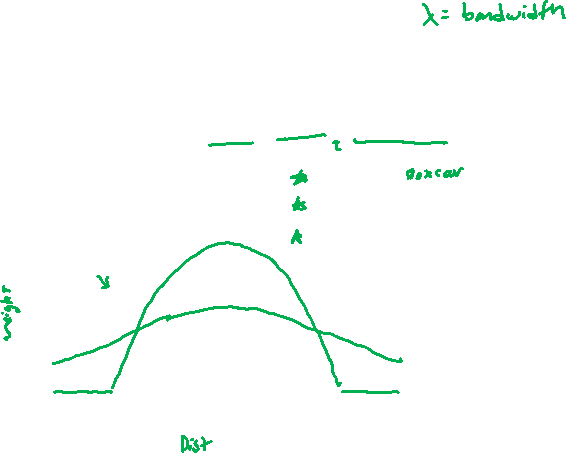 λ = bandwidth
Boxcar
weight
Dist